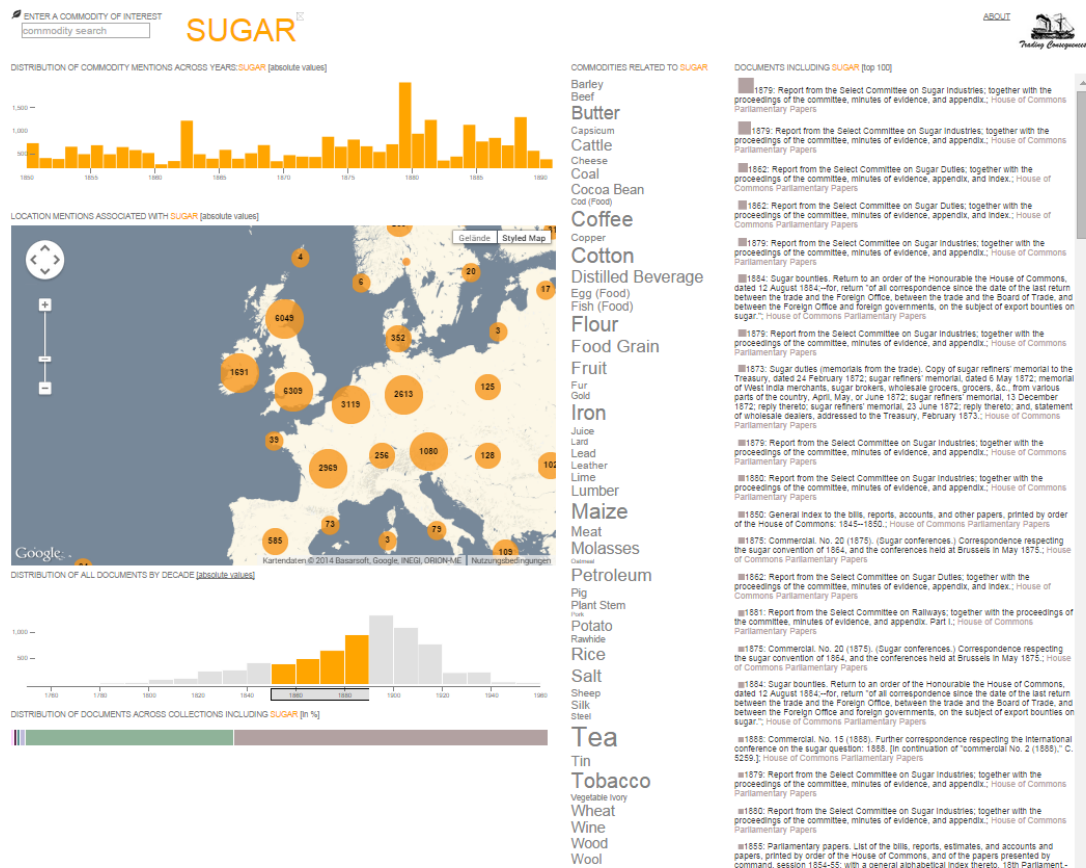 ENTER A COMMODITY OF INTEREST
commodity search
SUGAR
ABOUT
Trading Consequences
DISTRIBUTION OF COMMODITY MENTIONS ACROSS YEARS:SUGAR [absolute values]
1,500
1,000
500
1850 1855 1860 1865 1870 1875 1880 1885 1890
LOCATION MENTIONS ASSOCIATED WITH SUGAR [absolute values]
Gelände Styled Map
4
6
20
17
6049
352
3
1691
6309
3119
2613
125
39
2969
256
1080
128
102
73
79
585
3
109
Google
Kartendaten © 2014 Basarsoft, Google, INEGI, ORION-ME Nutzungsbedingungen
DISTRIBUTION OF ALL DOCUMENTS BY DECADE [absolute values]
1,000
500
1760 1780 1800 1820 1840 1860 1880 1900 1920 1940 1960
DISTRIBUTION OF DOCUMENTS ACROSS COLLECTIONS INCLUDING SUGAR [in %]
COMMODITIES RELATED TO SUGAR
Barley
Beef
Butter
Capsicum
Cattle
Cheese
Coal
Cocoa Bean
Cod (Food)
Coffee
Copper
Cotton
Distilled Beverage
Egg (Food)
Fish (Food)
Flour
Food Grain
Fruit
Fur
Gold
Iron
Juice
Lard
Lead
Leather
Lime
Lumber
Maize
Meat
Molasses
Oatmeal
Petroleum
Pig
Plant Stem
Pork
Potato
Rawhide
Rice
Salt
Sheep
Silk
Steel
Tea
Tin
Tobacco
Vegetable Ivory
Wheat
Wine
Wood
Wool
DOCUMENTS INCLUDING SUGAR [top 100]
1879: Report from the Select Committee on Sugar Industries; together with the
proceedings of the committee, minutes of evidence, and appendix.; House of Commons
Parliamentary Papers
1879: Report from the Select Committee on Sugar Industries; together with the
proceedings of the committee, minutes of evidence, and appendix.; House of Commons
Parliamentary Papers
1862: Report from the Select Committee on Sugar Duties; together with the
proceedings of the committee, minutes of evidence, appendix, and index.; House of
Commons Parliamentary Papers
1862: Report from the Select Committee on Sugar Duties; together with the
proceedings of the committee, minutes of evidence, appendix, and index.; House of
Commons Parliamentary Papers
1879: Report from the Select Committee on Sugar Industries; together with the
proceedings of the committee, minutes of evidence, and appendix.; House of Commons
Parliamentary Papers
1884: Sugar bounties. Return to an order of the Honourable the House of Commons,
dated 12 August 1884;--for, return "of all correspondence since the date of the last return
between the trade and the Foreign Office, between the trade and the Board of Trade, and
between the Foreign Office and foreign governments, on the subject of export bounties on
sugar."; House of Commons Parliamentary Papers
1879: Report from the Select Committee on Sugar Industries; together with the
proceedings of the committee, minutes of evidence, and appendix.; House of Commons
Parliamentary Papers
1873: Sugar duties (memorials from the trade). Copy of sugar refiners' memorial to the
Treasury, dated 24 February 1872; sugar refiners' memorial, dated 6 May 1872; memorial
of West India merchants, sugar brokers, wholesale grocers, grocers, &c., from various
parts of the country, April, May, or June 1872; sugar refiners' memorial, 13 December
1872; reply thereto; sugar refiners' memorial, 23 June 1872; reply thereto; and, statement
of wholesale dealers, addressed to the Treasury, February 1873.; House of Commons
Parliamentary Papers
1879: Report from the Select Committee on Sugar Industries; together with the
proceedings of the committee, minutes of evidence, and appendix.; House of Commons
Parliamentary Papers
1880: Report from the Select Committee on Sugar Industries; together with the
proceedings of the committee, minutes of evidence, and appendix.; House of Commons
Parliamentary Papers
1850: General index to the bills, reports, accounts, and other papers, printed by order
of the House of Commons: 1845--1850.; House of Commons Parliamentary Papers
1875: Commercial. No. 20 (1875). (Sugar conferences.) Correspondence respecting
the sugar convention of 1864, and the conferences held at Brussels in May 1875.; House
of Commons Parliamentary Papers
1862: Report from the Select Committee on Sugar Duties; together with the
proceedings of the committee, minutes of evidence, appendix, and index.; House of
Commons Parliamentary Papers
1881: Report from the Select Committee on Railways; together with the proceedings of
the committee, minutes of evidence, and appendix. Part I.; House of Commons
Parliamentary Papers
1875: Commercial. No. 20 (1875). (Sugar conferences.) Correspondence respecting
the sugar convention of 1864, and the conferences held at Brussels in May 1875.; House
of Commons Parliamentary Papers
1884: Sugar bounties. Return to an order of the Honourable the House of Commons,
dated 12 August 1884;--for, return "of all correspondence since the date of the last return
between the trade and the Foreign Office, between the trade and the Board of Trade, and
between the Foreign Office and foreign governments, on the subject of export bounties on
sugar."; House of Commons Parliamentary Papers
1888: Commercial. No. 15 (1888). Further correspondence respecting the international
conference on the sugar question: 1888. [In continuation of "commercial No. 2 (1888)," C.
5259.]; House of Commons Parliamentary Papers
1879: Report from the Select Committee on Sugar Industries; together with the
proceedings of the committee, minutes of evidence, and appendix.; House of Commons
Parliamentary Papers
1880: Report from the Select Committee on Sugar Industries; together with the
proceedings of the committee, minutes of evidence, and appendix.; House of Commons
Parliamentary Papers
1855: Parliamentary papers. List of the bills, reports, estimates, and accounts and
papers, printed by order of the House of Commons, and of the papers presented by
command, session 1854-55; with a general alphabetical index thereto. 16th Parliament,-